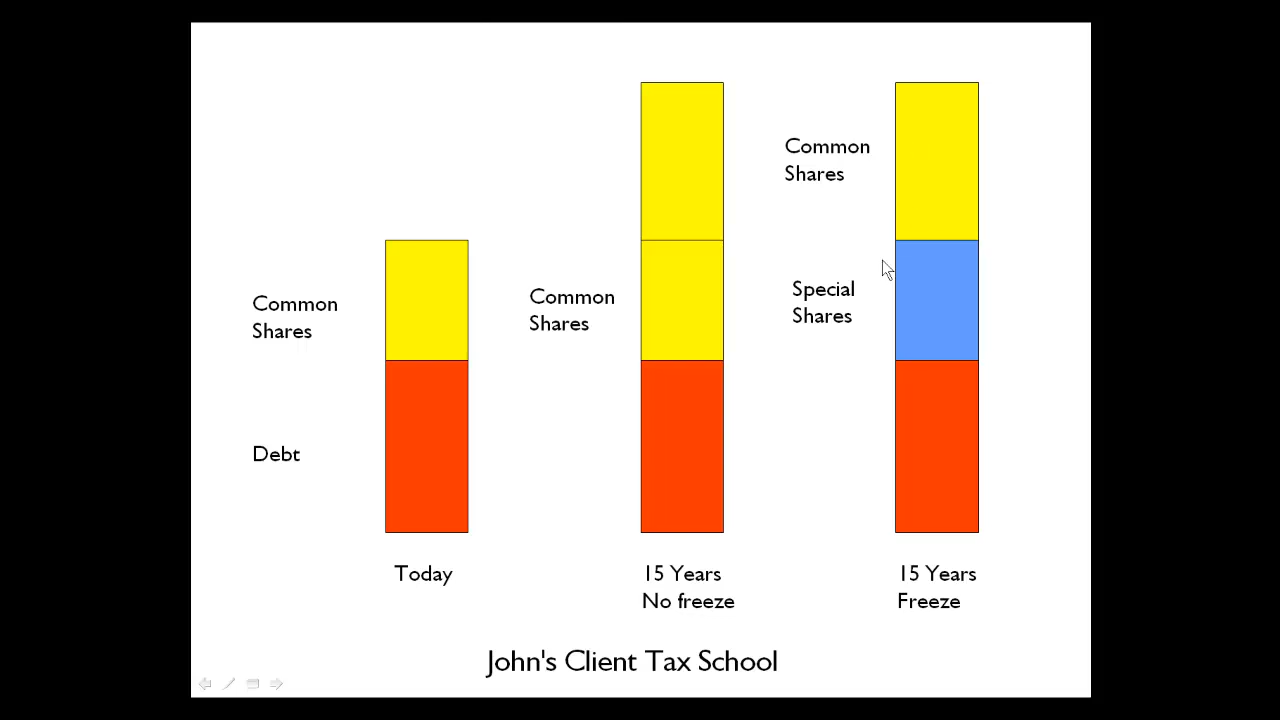 Common
Shares
Debt
Today
Common
Shares
15 Years
No freeze
Common
Shares
Special
Shares
15 Years
Freeze
John's Client Tax School